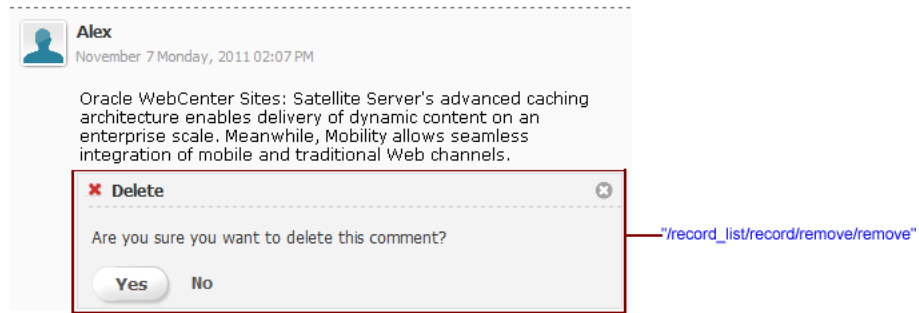 Alex
November 7 Monday, 2011 02:07 PM
Oracle WebCenter Sites: Satellite Server's advanced caching
architecture enables delivery of dynamic content on an
enterprise scale. Meanwhile, Mobility allows seamless
integration of mobile and traditional Web channels.
Delete
Are you sure you want to delete this comment?
"/record_list/record/remove/remove"
Yes No